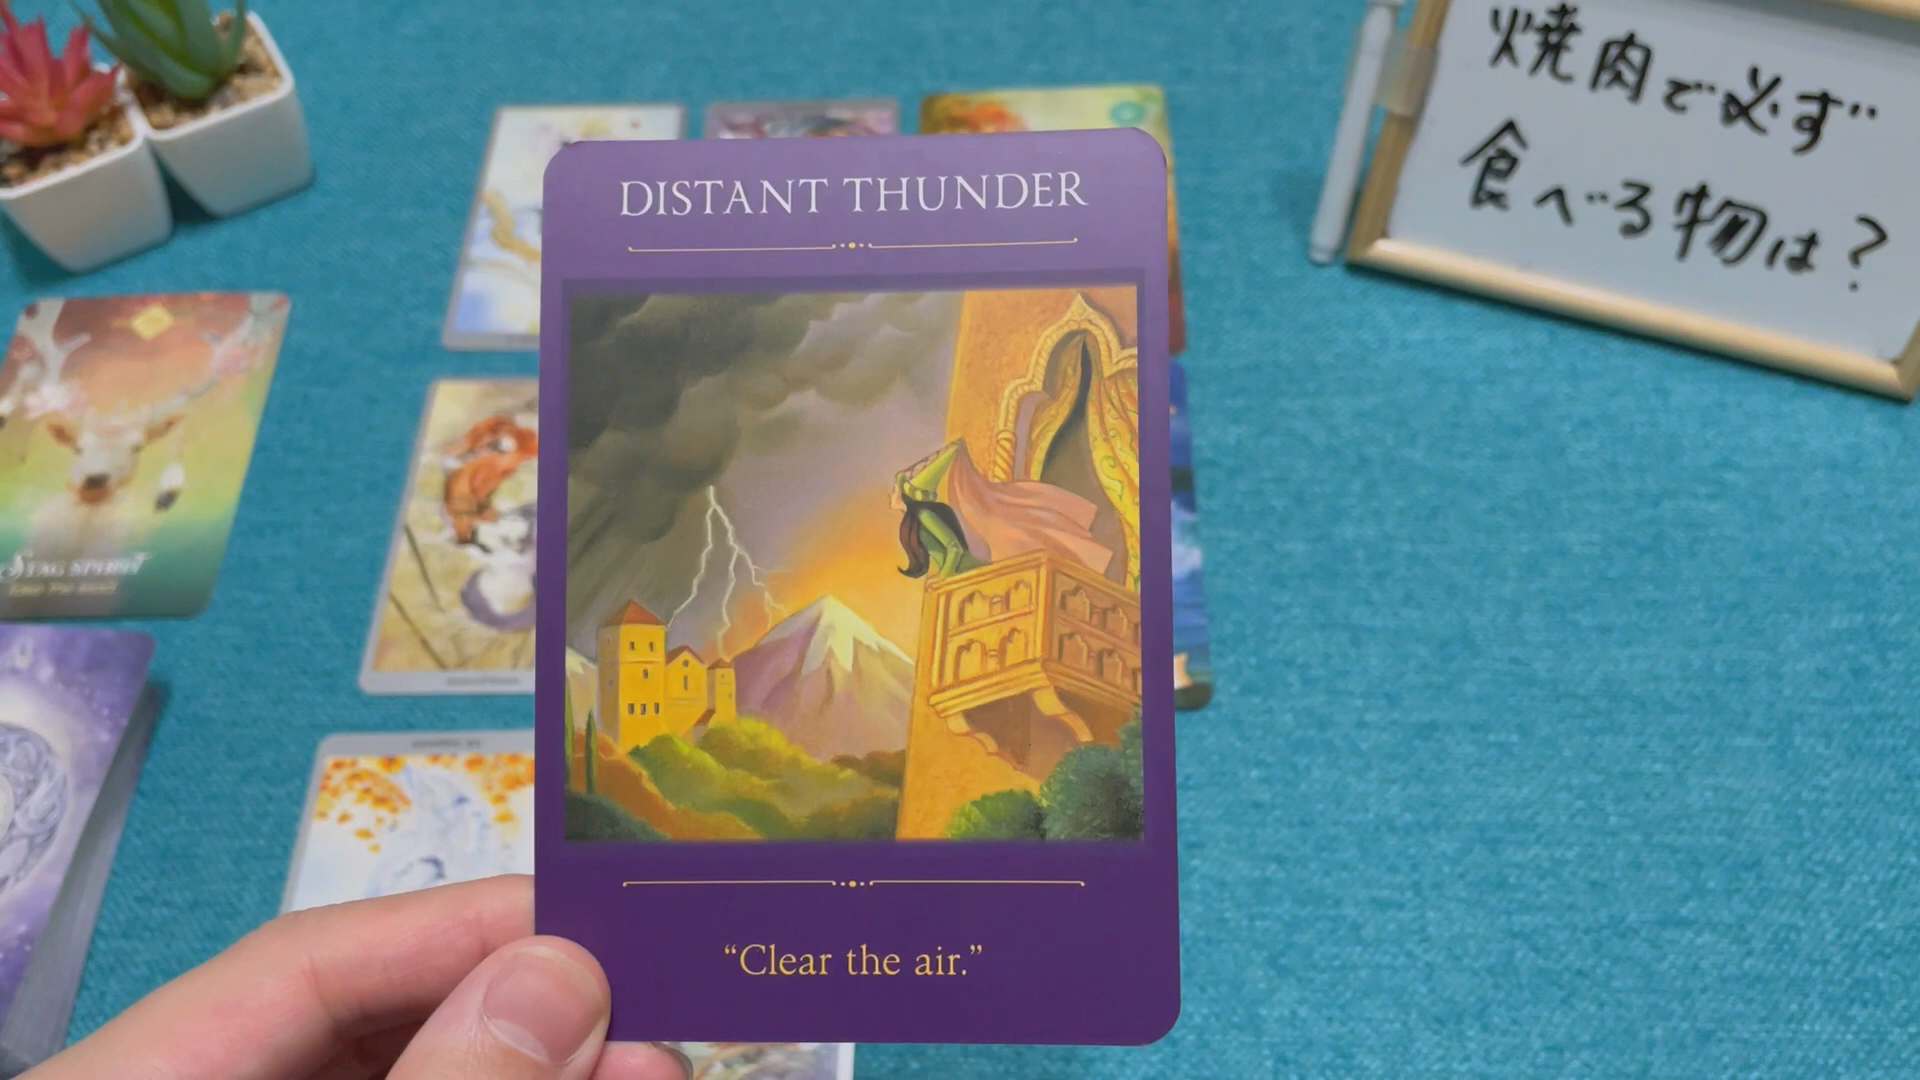 DISTANT THUNDER
“Clear the air.”
焼肉で必ず
食べる物は?
STAG SPIRIT